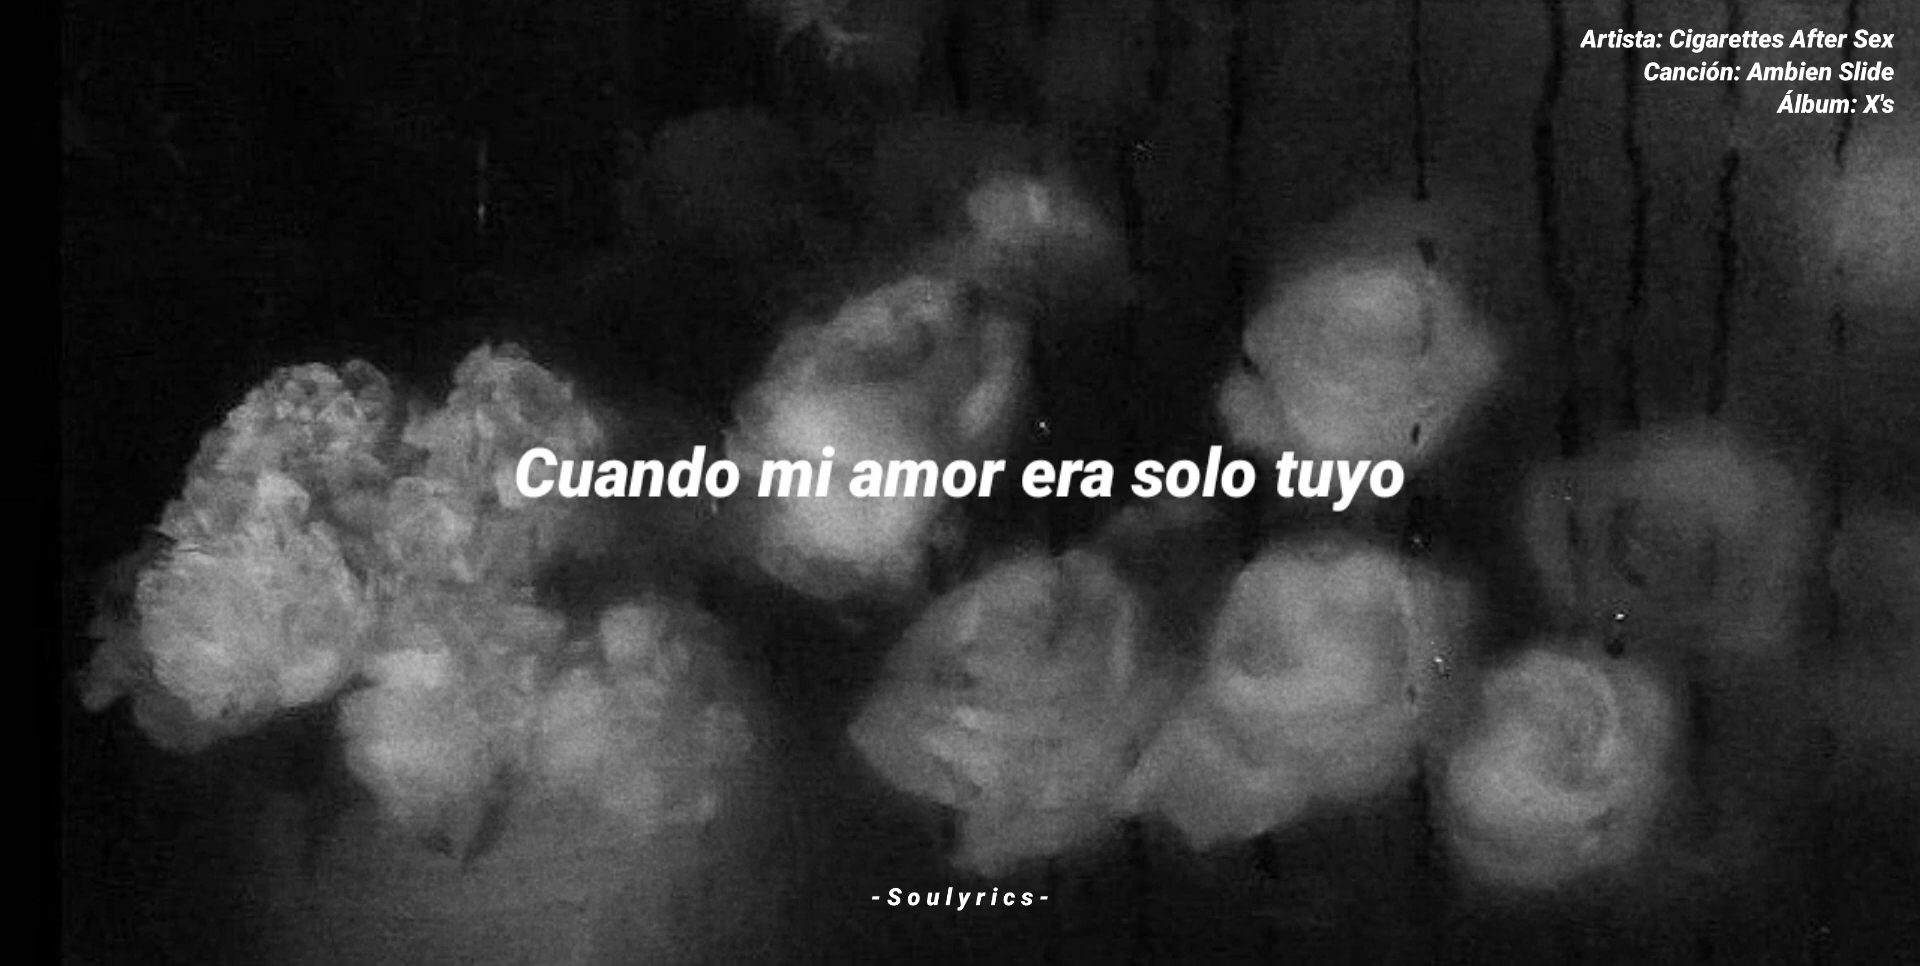 Artista: Cigarettes After Sex
Canción: Ambien Slide
Álbum: X's
Cuando mi amor era solo tuyo
-Soulyrics-